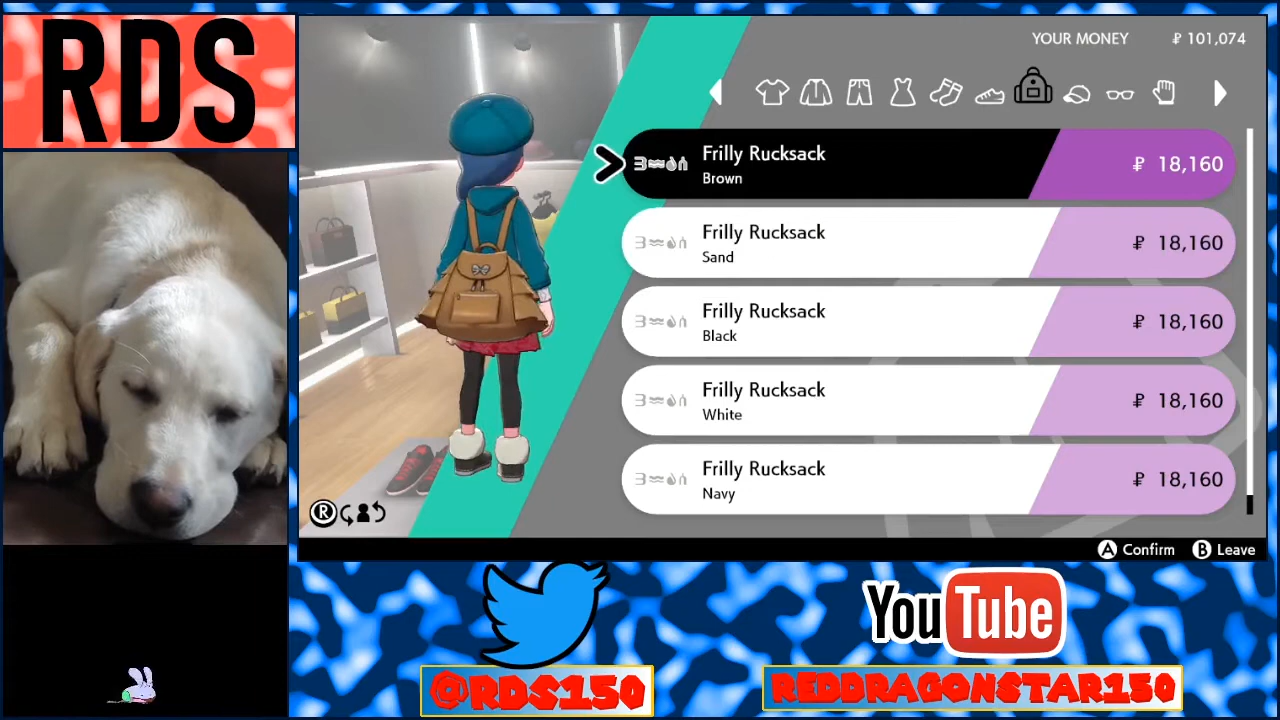 RDS
YOUR MONEY ₽ 101,074
Frilly Rucksack
Brown
₽ 18,160
Frilly Rucksack
Sand
₽ 18,160
Frilly Rucksack
Black
₽ 18,160
Frilly Rucksack
White
₽ 18,160
Frilly Rucksack
Navy
₽ 18,160
R
A Confirm B Leave
YouTube
@RDS150
REDDRAGONSTAR150